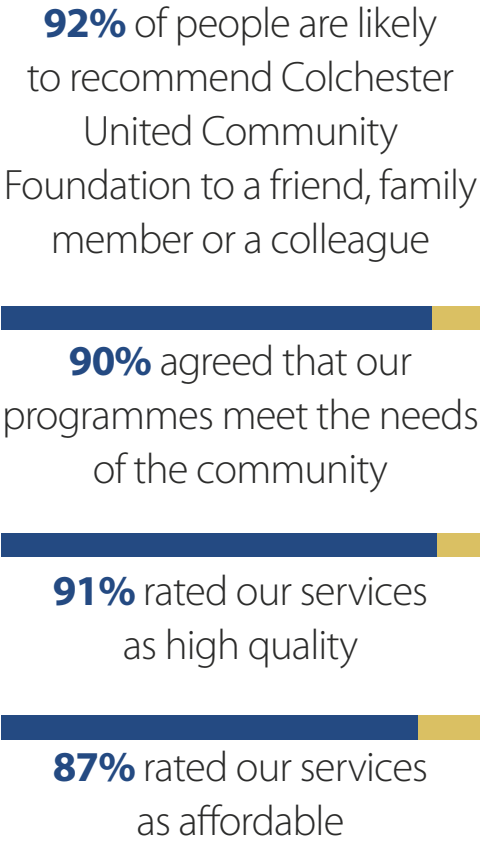 92% of people are likely
to recommend Colchester
United Community
Foundation to a friend, family
member or a colleague
90% agreed that our
programmes meet the needs
of the community
91% rated our services
as high quality
87% rated our services
as affordable